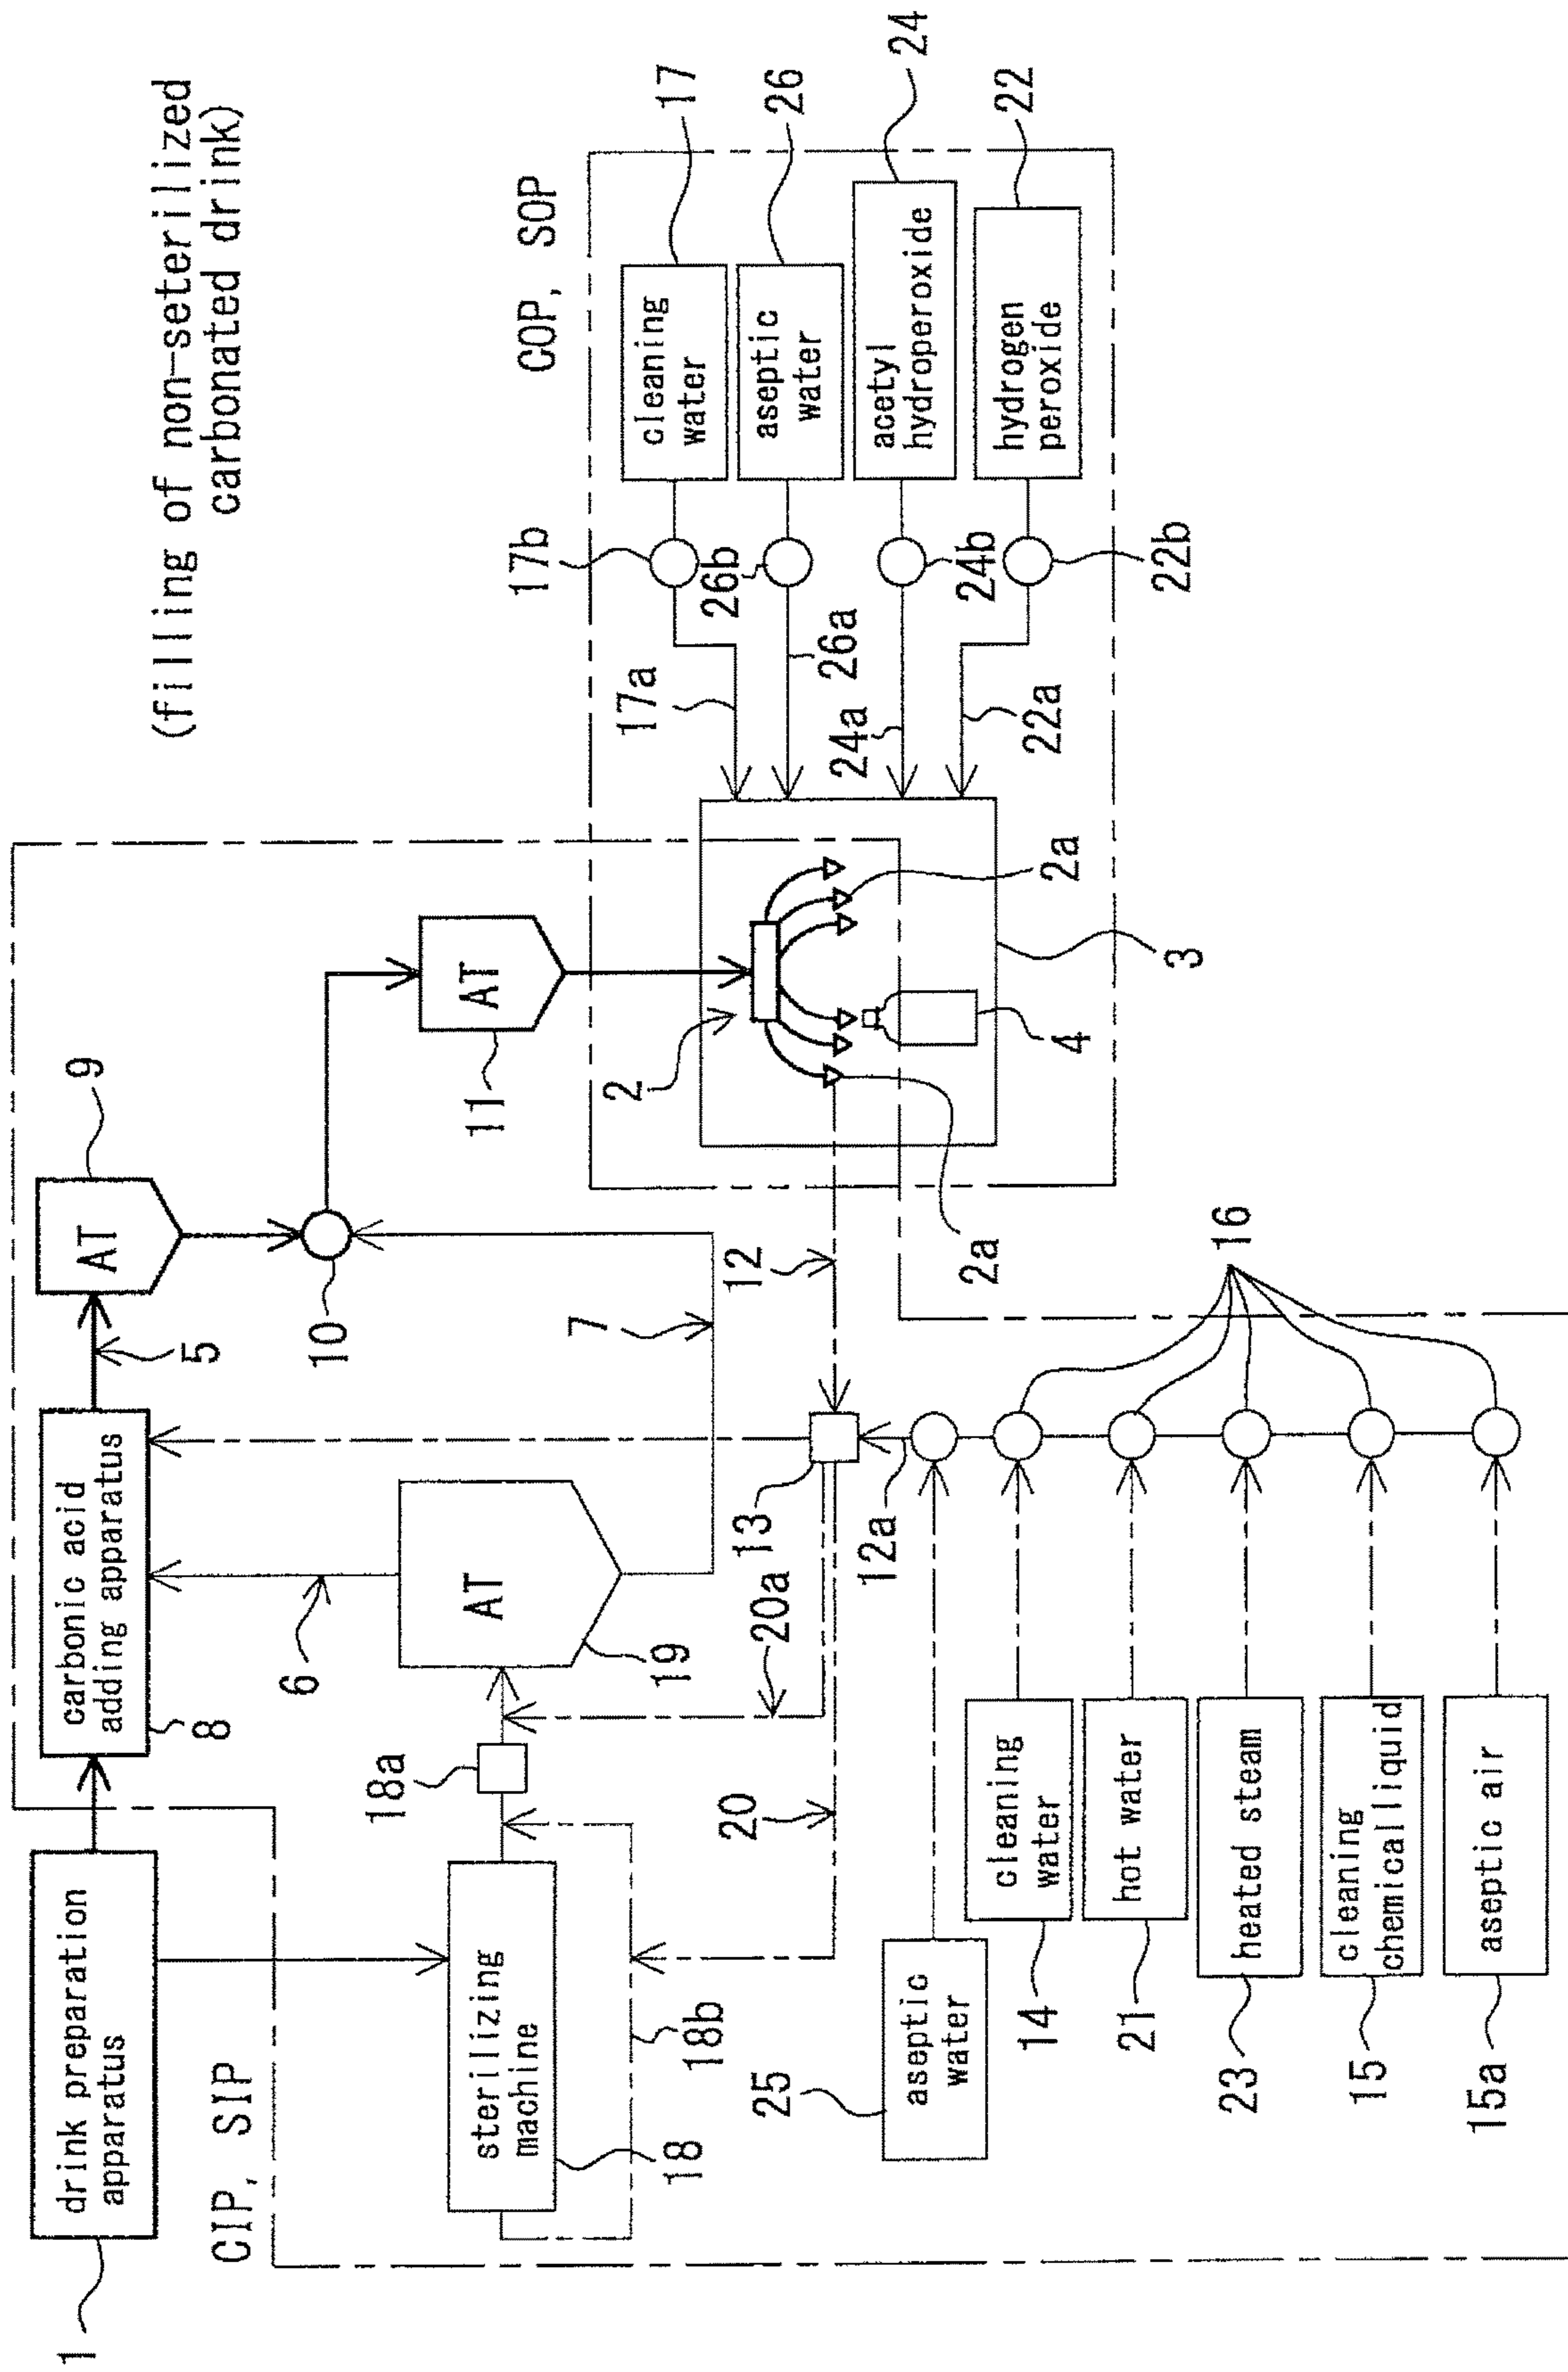 (filling of non-seterilized
carbonated drink)
1
drink preparation
apparatus
CIP, SIP
carbonic acid
adding apparatus
8
5
AT
9
10
AT
11
6
7
AT
19
18a
sterilizing
machine
18
18b
20
20a
13
12
12a
2
2a
2a
3
4
COP, SOP
cleaning
water
17
17b
17a
aseptic
water
26
26b
26a
acetyl
hydroperoxide
24
24b
24a
hydrogen
peroxide
22
22b
22a
16
aseptic
water
25
cleaning
water
14
hot water
21
heated steam
23
cleaning
chemicalliquid
15
aseptic air
15a